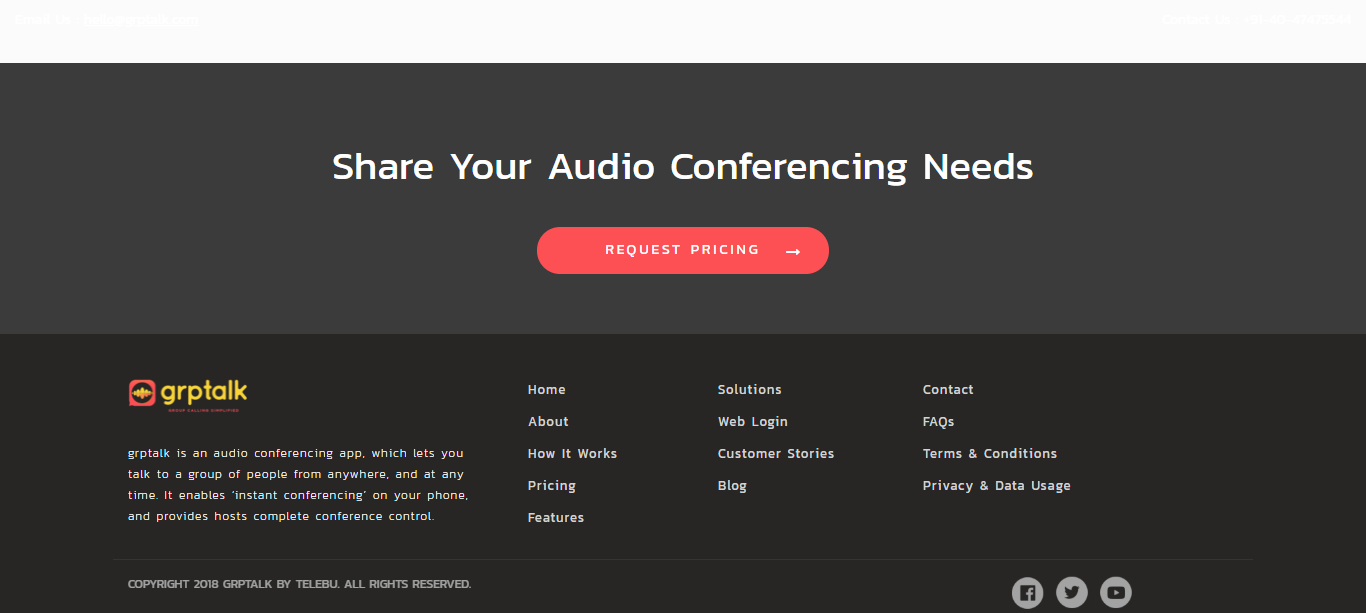 Email Us
Contact Us
Share Your Audio Conferencing Needs
REQUEST PRICING
grptalk
GROUP CALLING SIMPLIFIED
grptalk is an audio conferencing app, which lets you
talk to a group of people from anywhere, and at any
time. It enables 'instant conferencing' on your phone,
and provides hosts complete conference control.
Home
About
How It Works
Pricing
Features
Solutions
Web Login
Customer Stories
Blog
Contact
FAQs
Terms & Conditions
Privacy & Data Usage
COPYRIGHT 2018 GRPTALK BY TELEBU. ALL RIGHTS RESERVED.